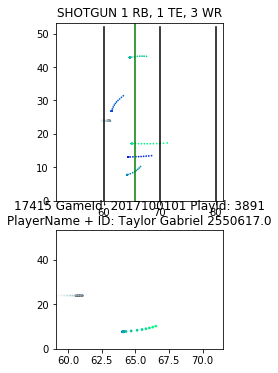 SHOTGUN 1 RB, 1 TE, 3 WR
50
40
30
20
10
0
60 70 80
17415 GameId: 2017100101 PlayId: 3891
PlayerName + ID: Taylor Gabriel 2550617.0
40
20
0
60.0 62.5 65.0 67.5 70.0